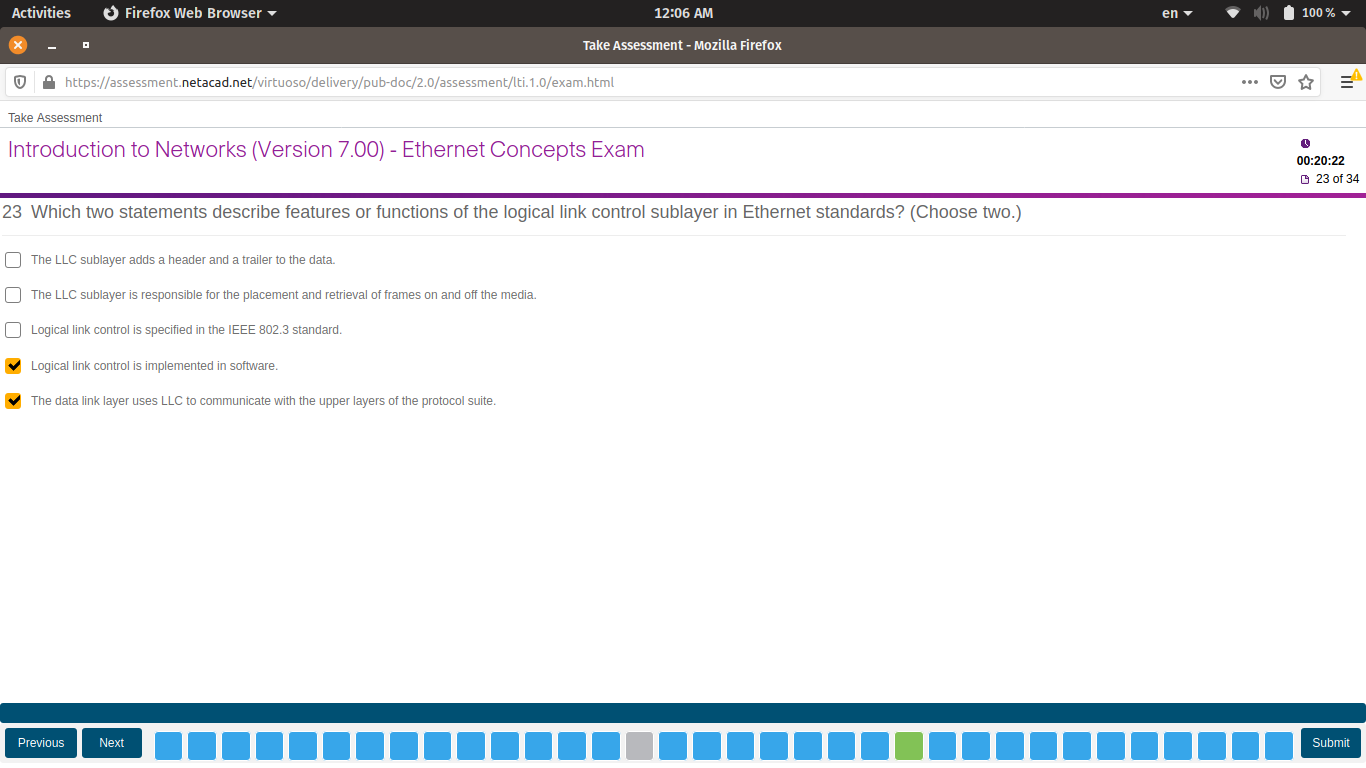 Activities Firefox Web Browser 12:06 AM en 100 %
Take Assessment - Mozilla Firefox
https://assessment.netacad.net/virtuoso/delivery/pub-doc/2.0/assessment/lti.1.0/exam.html
Take Assessment
Introduction to Networks (Version 7.00) - Ethernet Concepts Exam
00:20:22
23 of 34
23 Which two statements describe features or functions of the logical link control sublayer in Ethernet standards? (Choose two.)
The LLC sublayer adds a header and a trailer to the data.
The LLC sublayer is responsible for the placement and retrieval of frames on and off the media.
Logical link control is specified in the IEEE 802.3 standard.
Logical link control is implemented in software.
The data link layer uses LLC to communicate with the upper layers of the protocol suite.
Previous Next Submit